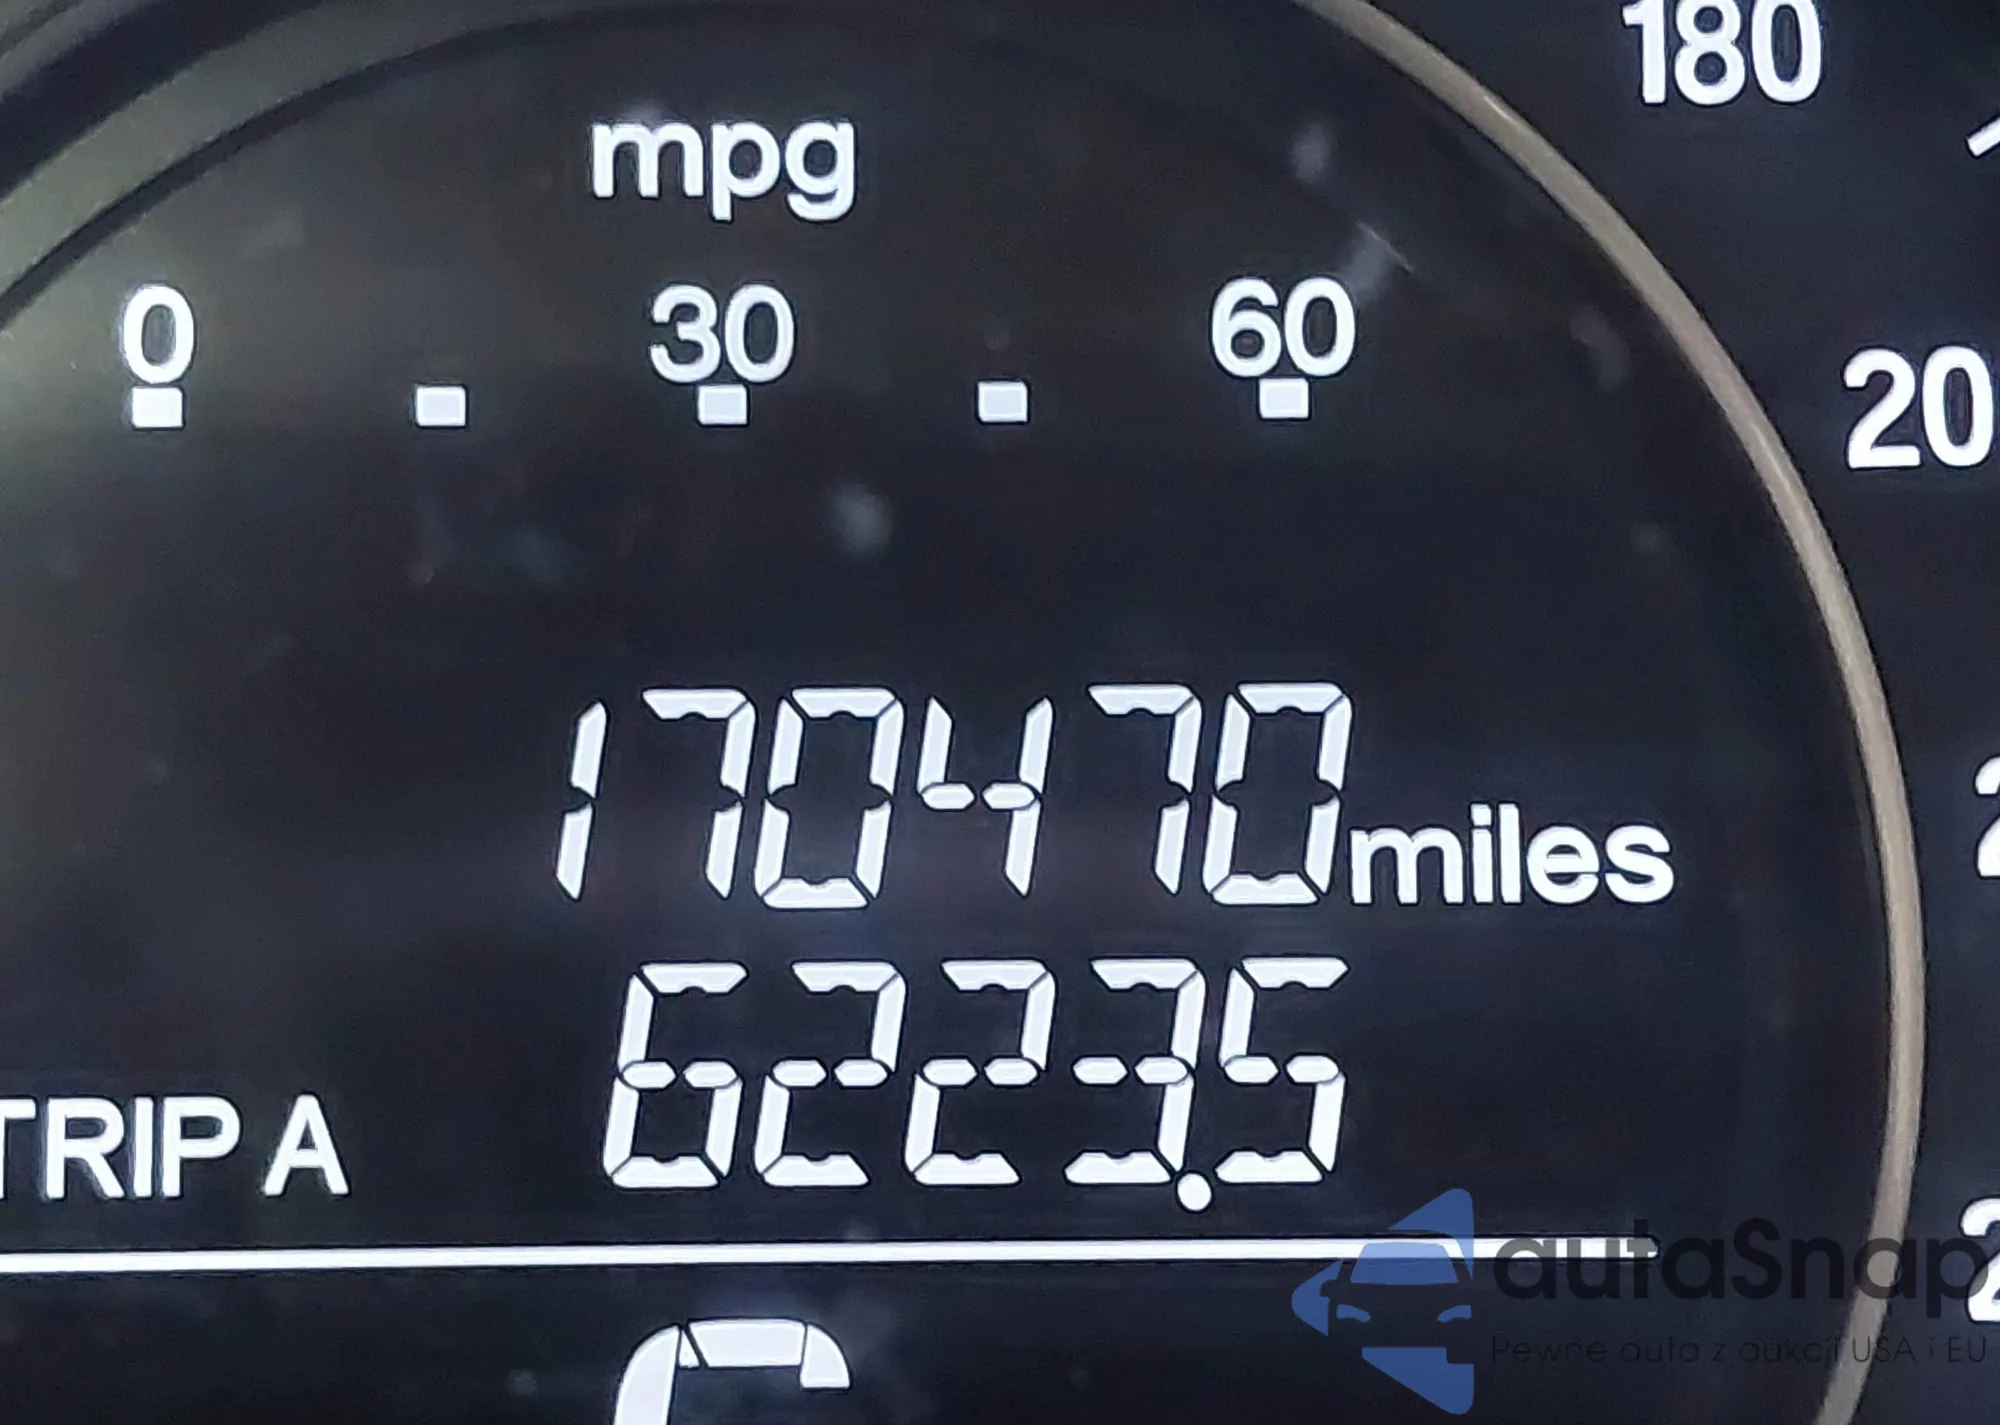 180
mpg
0 30 60
20
170470 miles
TRIP A 6223.5
autaSnap
Pewne auta z aukcji USA i EU